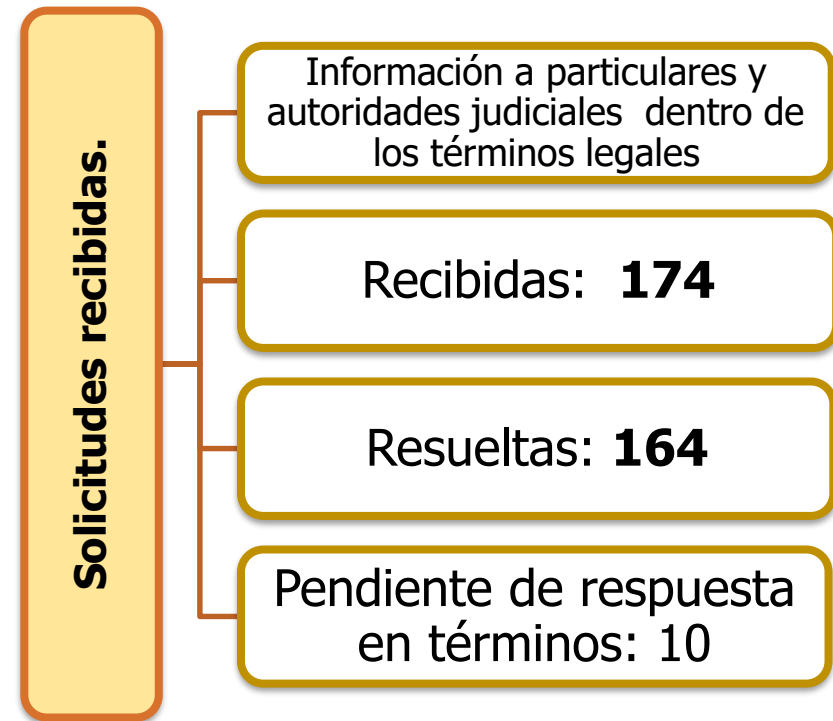 Solicitudes recibidas.
Información a particulares y
autoridades judiciales dentro de
los términos legales
Recibidas: 174
Resueltas: 164
Pendiente de respuesta
en términos: 10